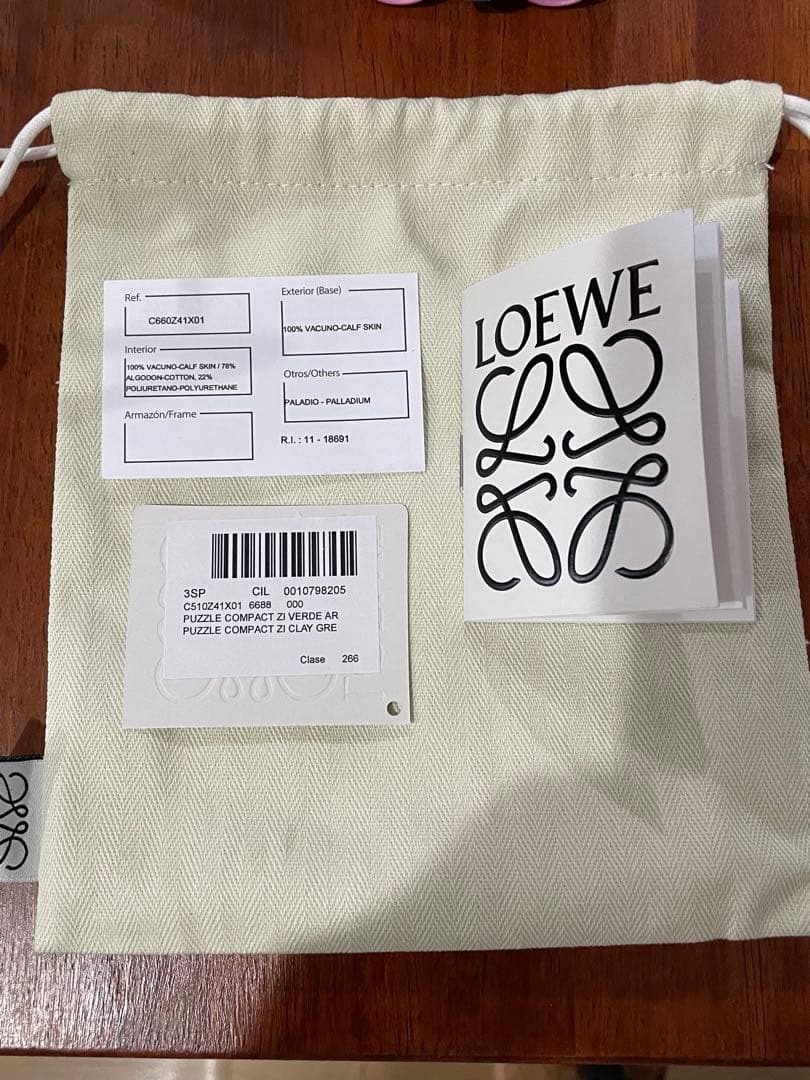 Ref.
C660Z41X01
Interior
100% VACUNO-CALF SKIN / 78%
ALGODON-COTTON, 22%
POLIURETANO-POLYURETHANE
Armazón/Frame
Exterior (Base)
100% VACUNO-CALF SKIN
Otros/Others
PALADIO - PALLADIUM
R.I. : 11 - 18691
LOEWE
3SP CIL 0010798205
C510Z41X01 6688 000
PUZZLE COMPACT ZI VERDE AR
PUZZLE COMPACT ZI CLAY GRE
Clase 266